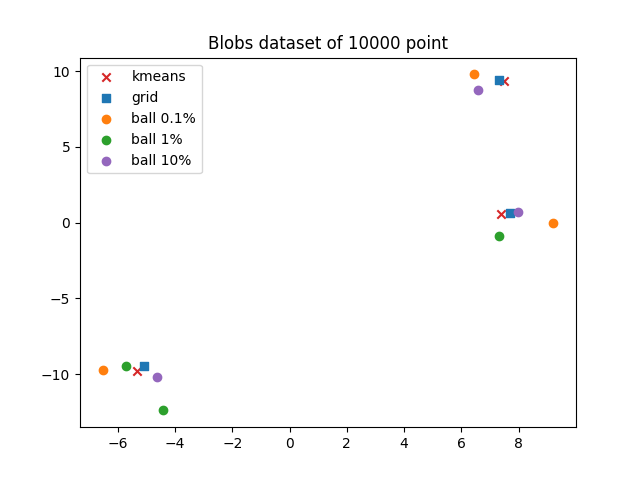 Blobs dataset of 10000 point
kmeans
grid
ball 0.1%
ball 1%
ball 10%
10
5
0
−5
−10
−6 −4 −2 0 2 4 6 8